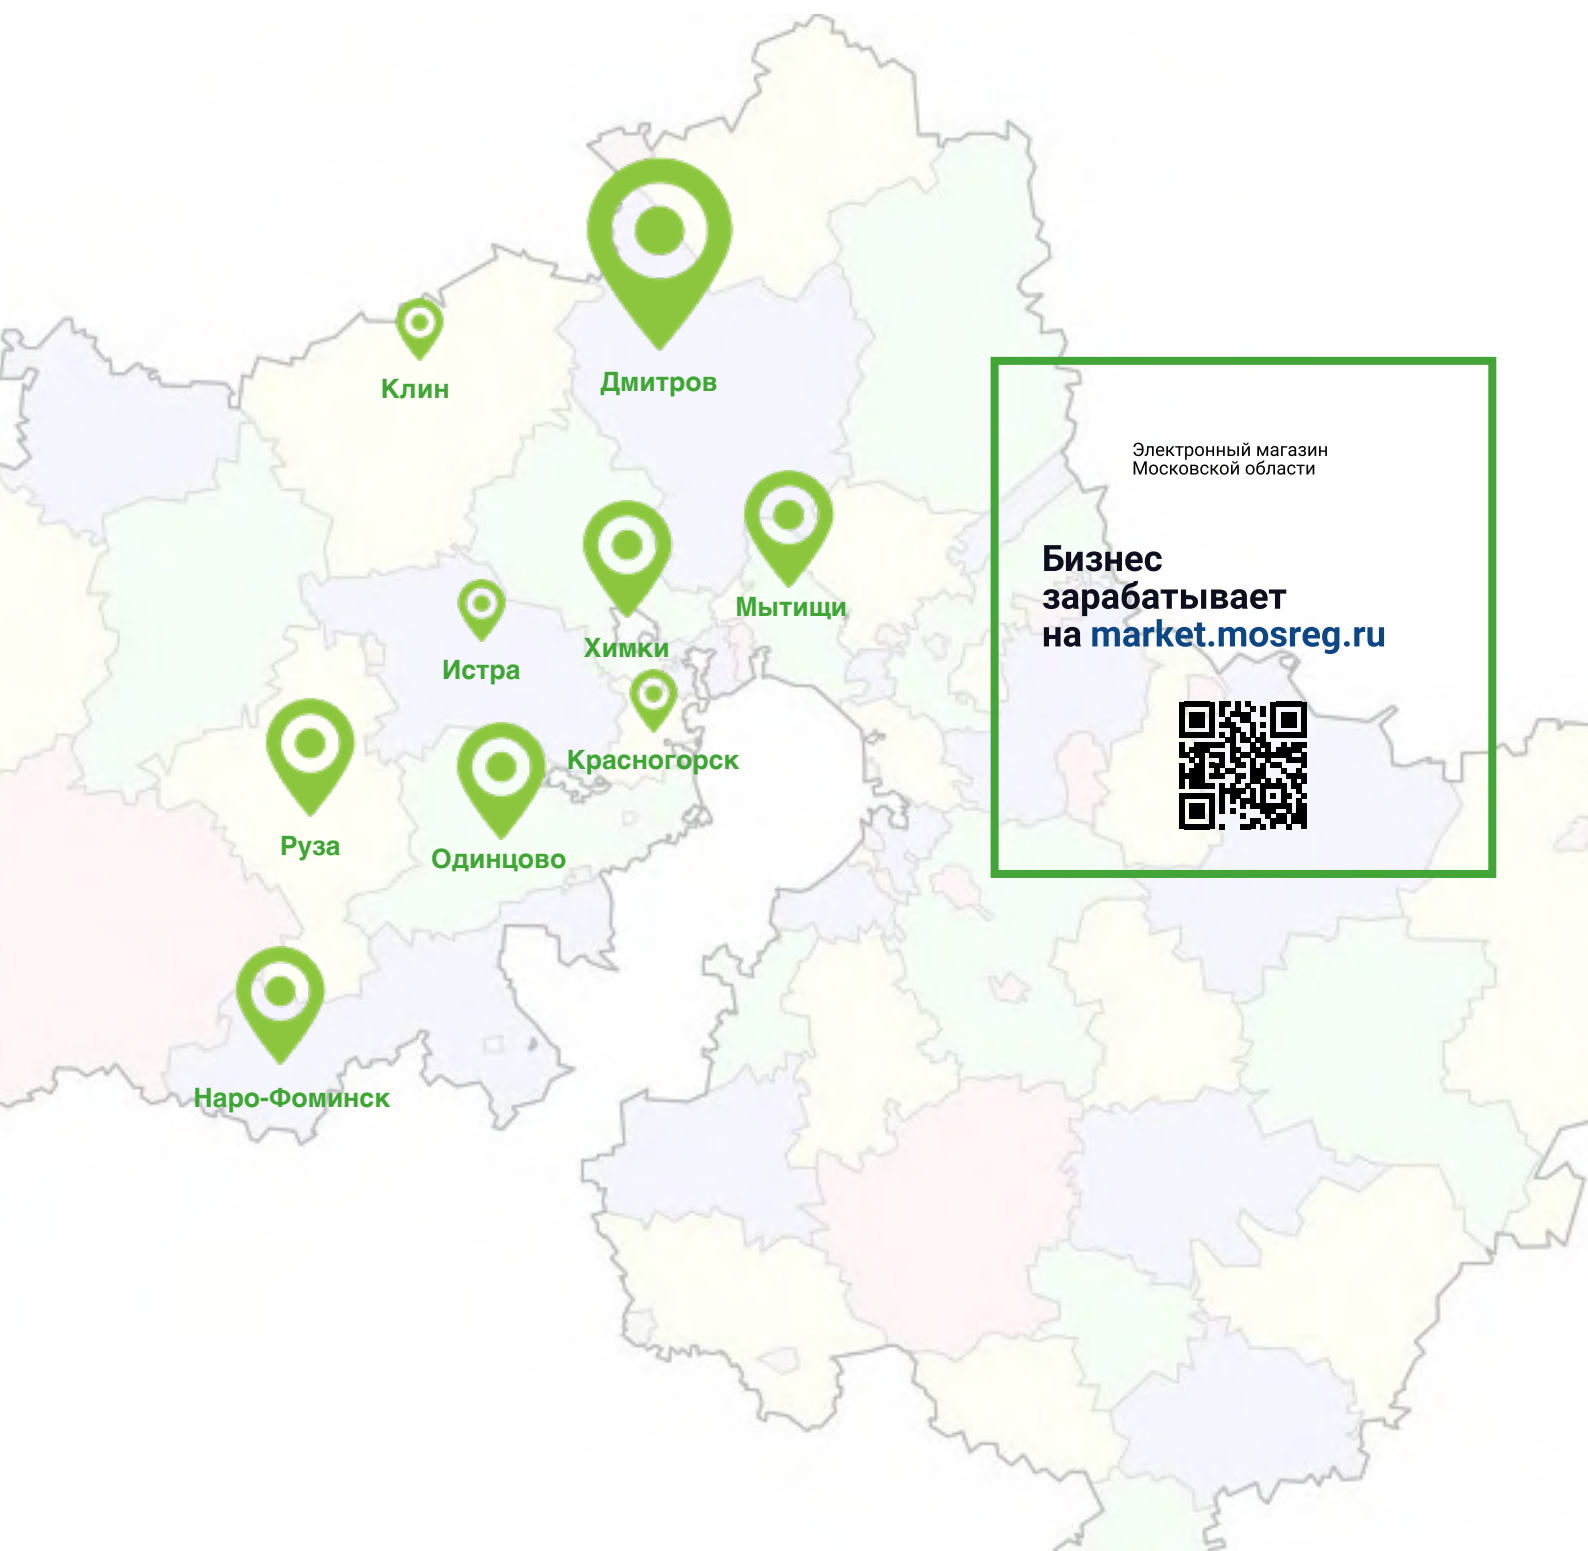 Клин
Дмитров
Электронный магазин
Московской области
Бизнес
зарабатывает
на market.mosreg.ru
Мытищи
Химки
Истра
Красногорск
Руза
Одинцово
Наро-Фоминск